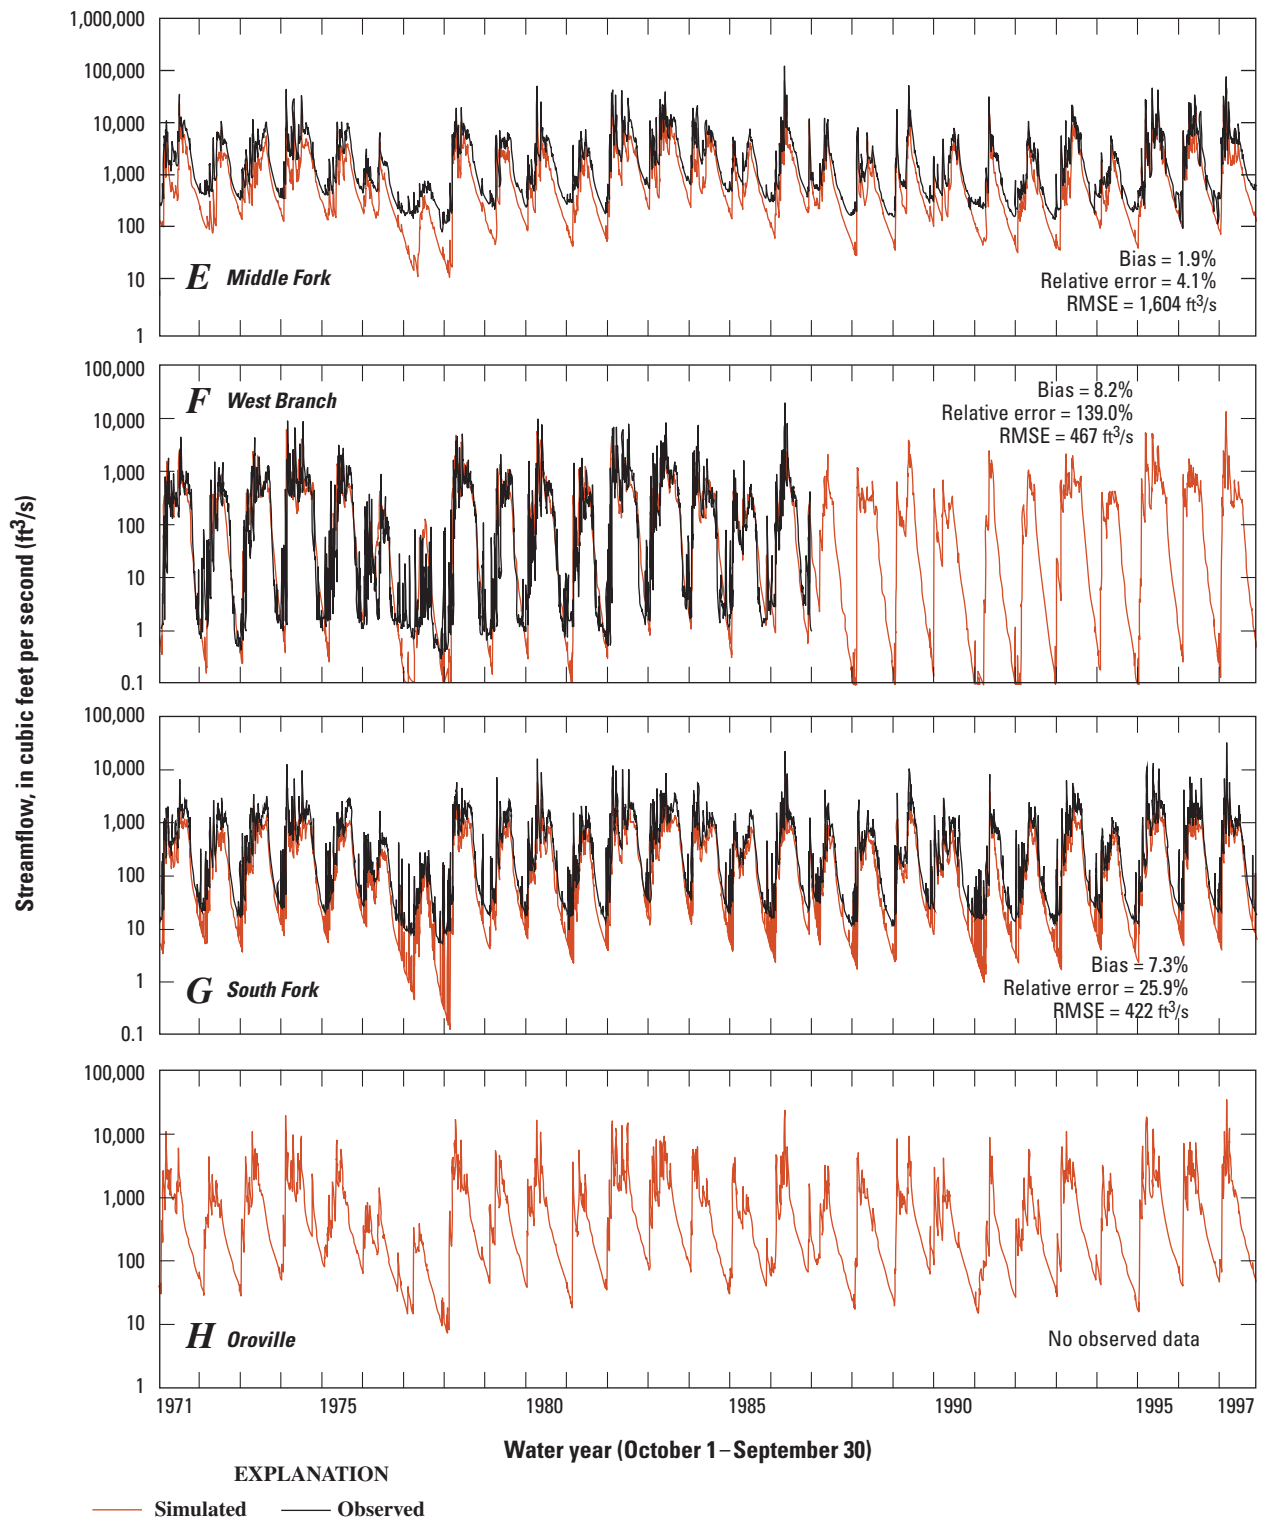 1,000,000
100,000
10,000
1,000
100
10
1
E Middle Fork
Bias = 1.9%
Relative error = 4.1%
RMSE = 1,604 ft³/s
100,000
10,000
1,000
100
10
1
0.1
F West Branch
Bias = 8.2%
Relative error = 139.0%
RMSE = 467 ft³/s
Streamflow, in cubic feet per second (ft³/s)
100,000
10,000
1,000
100
10
1
0.1
G South Fork
Bias = 7.3%
Relative error = 25.9%
RMSE = 422 ft³/s
100,000
10,000
1,000
100
10
1
H Oroville
No observed data
1971 1975 1980 1985 1990 1995 1997
Water year (October 1–September 30)
EXPLANATION
Simulated Observed